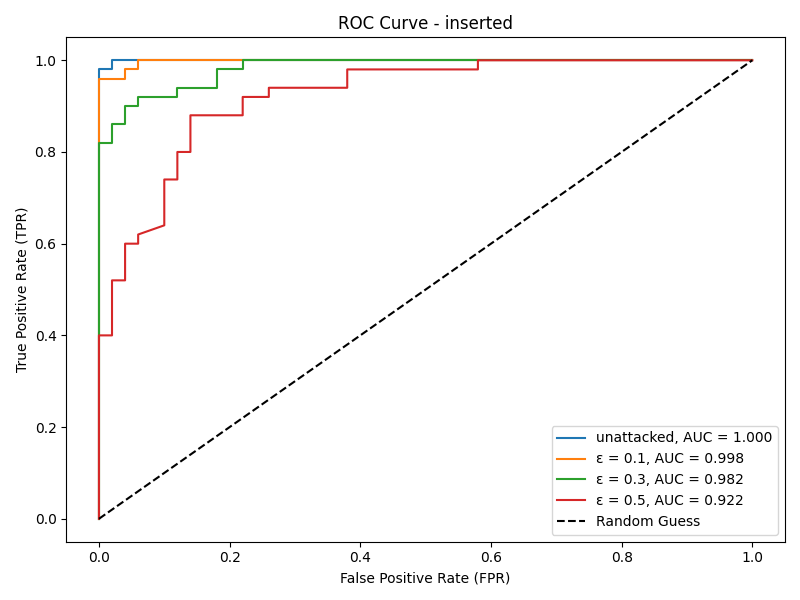 ROC Curve - inserted
True Positive Rate (TPR)
1.0
0.8
0.6
0.4
0.2
0.0
0.0 0.2 0.4 0.6 0.8 1.0
False Positive Rate (FPR)
unattacked, AUC = 1.000
ε = 0.1, AUC = 0.998
ε = 0.3, AUC = 0.982
ε = 0.5, AUC = 0.922
Random Guess